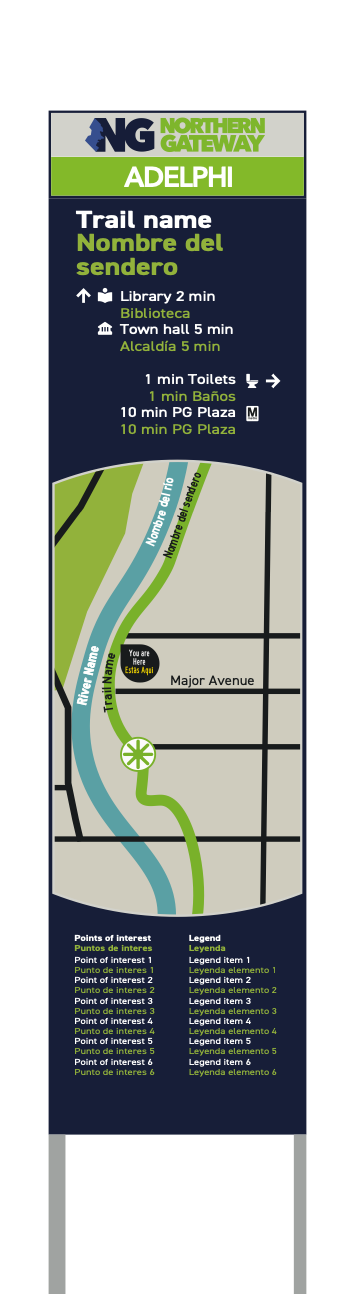 NG NORTHERN
GATEWAY
ADELPHI
Trail name
Nombre del
sendero
Library 2 min
Biblioteca
Town hall 5 min
Alcaldía 5 min
1 min Toilets
1 min Baños
10 min PG Plaza
M
10 min PG Plaza
Nombre del río
Nombre del sendero
River Name
Trail Name
You are
Here
Estás Aquí
Major Avenue
Points of interest
Puntos de interes
Point of interest 1
Punto de interes 1
Point of interest 2
Punto de interes 2
Point of interest 3
Punto de interes 3
Point of interest 4
Punto de interes 4
Point of interest 5
Punto de interes 5
Point of interest 6
Punto de interes 6
Legend
Leyenda
Legend item 1
Leyenda elemento 1
Legend item 2
Leyenda elemento 2
Legend item 3
Leyenda elemento 3
Legend item 4
Leyenda elemento 4
Legend item 5
Leyenda elemento 5
Legend item 6
Leyenda elemento 6